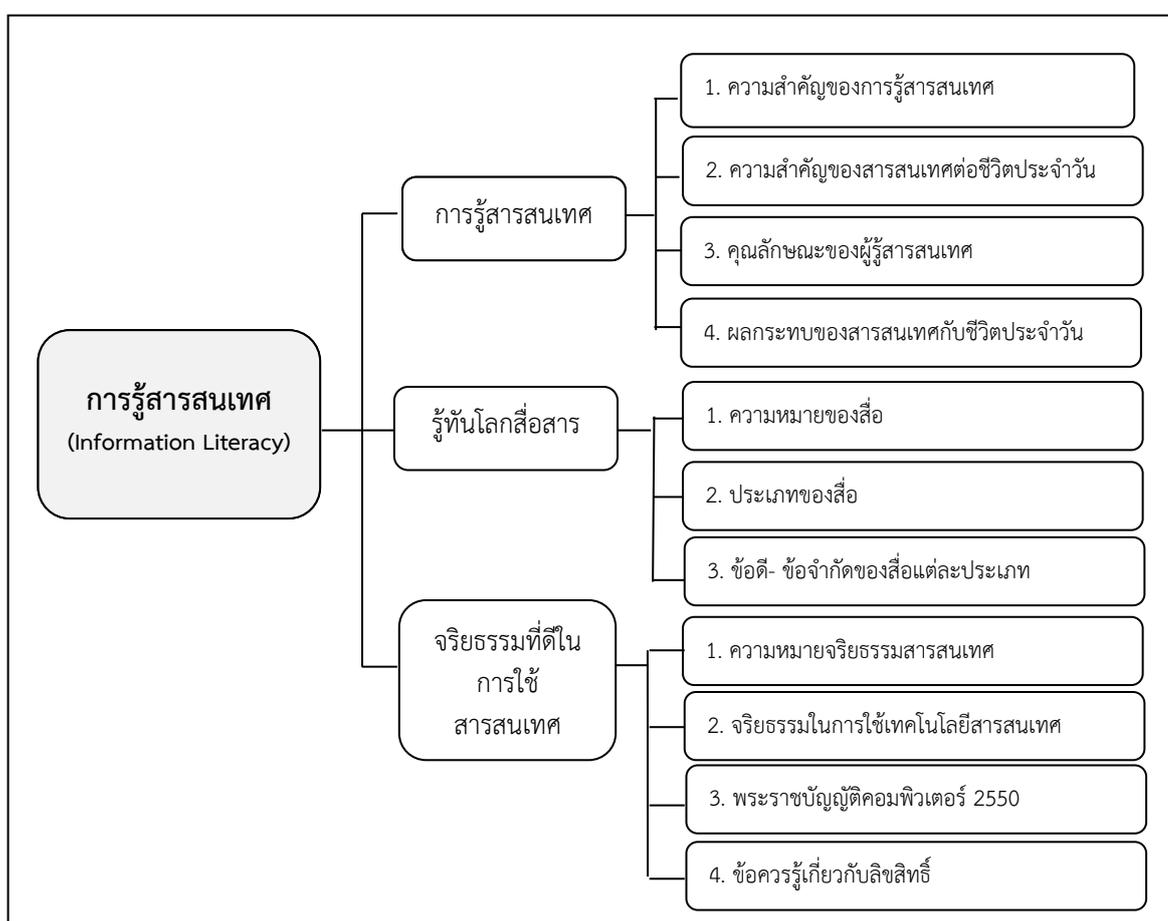 การรู้สารสนเทศ
(Information Literacy)
การรู้สารสนเทศ
1. ความสำคัญของการรู้สารสนเทศ
2. ความสำคัญของสารสนเทศต่อชีวิตประจำวัน
3. คุณลักษณะของผู้รู้สารสนเทศ
4. ผลกระทบของสารสนเทศกับชีวิตประจำวัน
รู้ทันโลกสื่อสาร
1. ความหมายของสื่อ
2. ประเภทของสื่อ
3. ข้อดี- ข้อจำกัดของสื่อแต่ละประเภท
จริยธรรมที่ดีใน
การใช้
สารสนเทศ
1. ความหมายจริยธรรมสารสนเทศ
2. จริยธรรมในการใช้เทคโนโลยีสารสนเทศ
3. พระราชบัญญัติคอมพิวเตอร์ 2550
4. ข้อควรรู้เกี่ยวกับลิขสิทธิ์